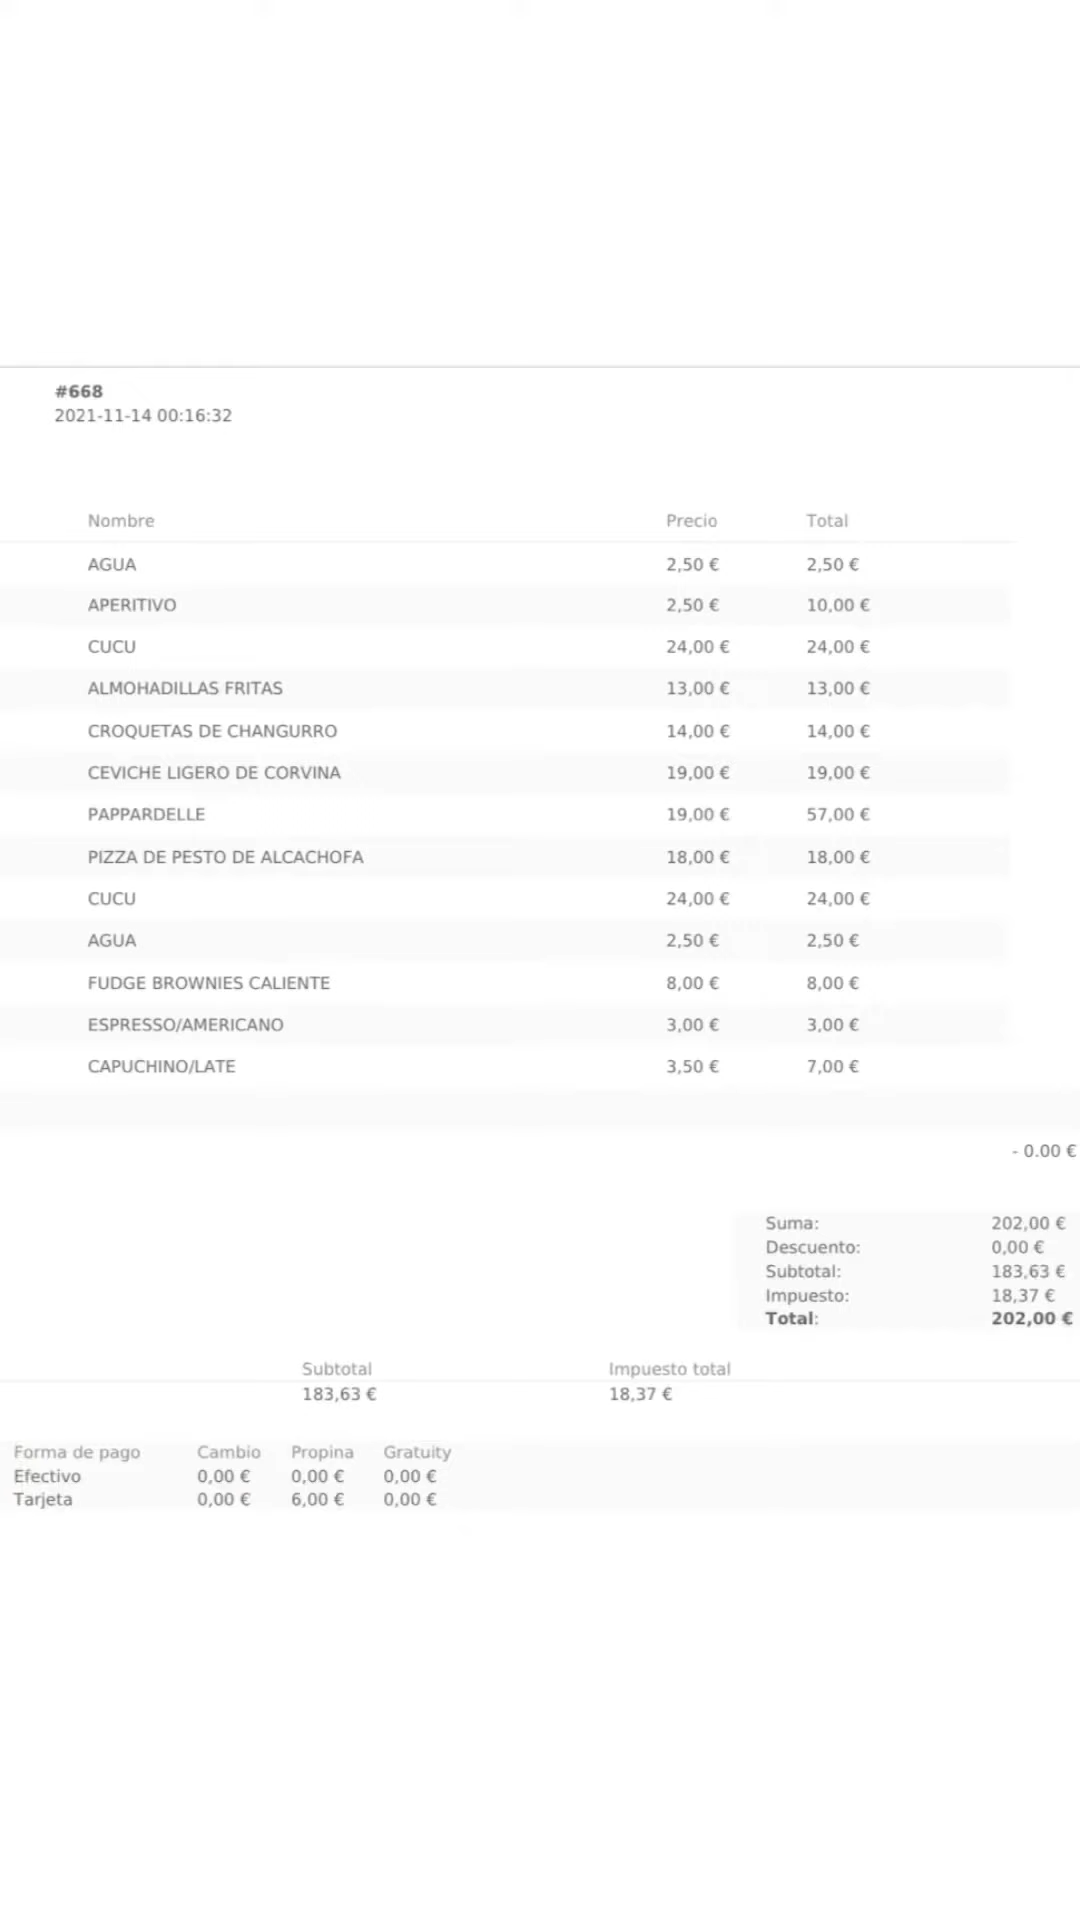 #668
2021-11-14 00:16:32
Nombre Precio Total
AGUA 2,50 € 2,50 €
APERITIVO 2,50 € 10,00 €
CUCU 24,00 € 24,00 €
ALMOHADILLAS FRITAS 13,00 € 13,00 €
CROQUETAS DE CHANGURRO 14,00 € 14,00 €
CEVICHE LIGERO DE CORVINA 19,00 € 19,00 €
PAPPARDELLE 19,00 € 57,00 €
PIZZA DE PESTO DE ALCACHOFA 18,00 € 18,00 €
CUCU 24,00 € 24,00 €
AGUA 2,50 € 2,50 €
FUDGE BROWNIES CALIENTE 8,00 € 8,00 €
ESPRESSO/AMERICANO 3,00 € 3,00 €
CAPUCHINO/LATE 3,50 € 7,00 €
- 0.00 €
Suma: 202,00 €
Descuento: 0,00 €
Subtotal: 183,63 €
Impuesto: 18,37 €
Total: 202,00 €
Subtotal Impuesto total
183,63 € 18,37 €
Forma de pago Cambio Propina Gratuity
Efectivo 0,00 € 0,00 € 0,00 €
Tarjeta 0,00 € 6,00 € 0,00 €